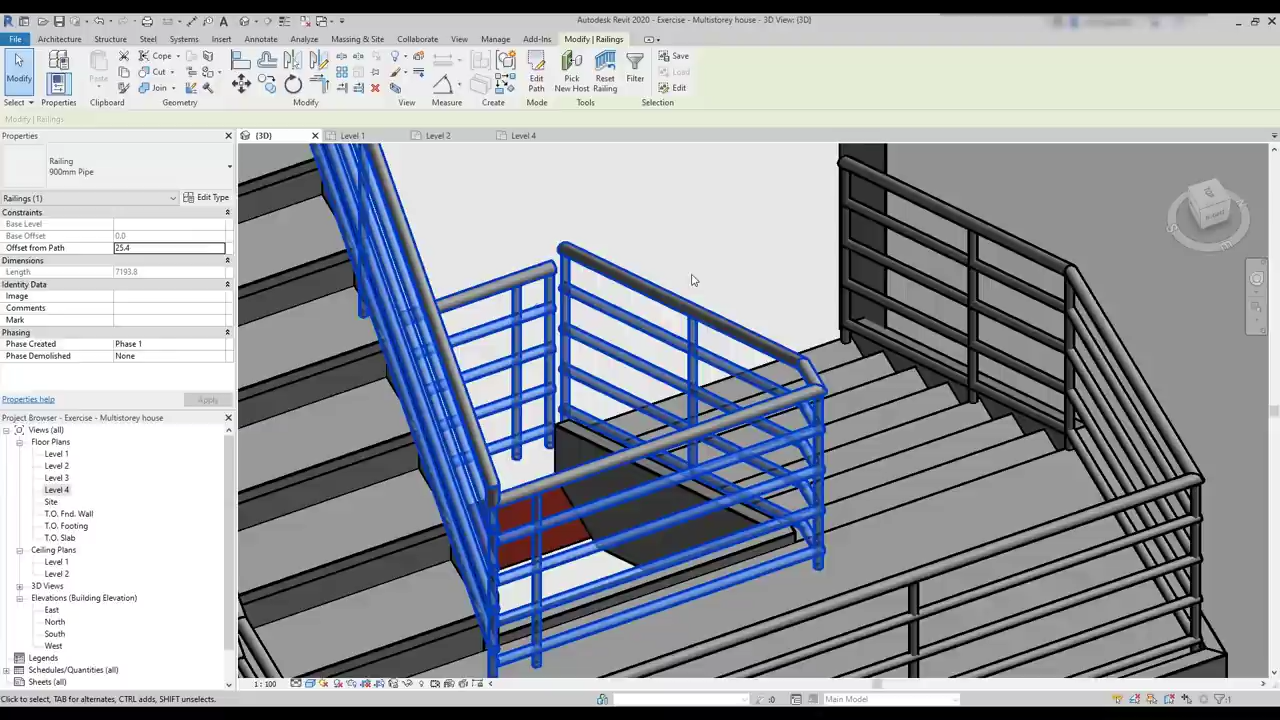 Autodesk Revit 2020 - Exercise - Multistorey house - 3D View: {3D}
File Architecture Structure Steel Systems Insert Annotate Analyze Massing & Site Collaborate View Manage Add-Ins Modify | Railings
Modify Paste Cope Cut Join Edit Path Pick New Host Reset Railing Filter Save Load Edit
Select Properties Clipboard Geometry Modify View Measure Create Mode Tools Selection
Modify | Railings
Properties {3D} Level 1 Level 2 Level 4
Railing
900mm Pipe
Railings (1) Edit Type
Constraints
Base Level
Base Offset 0.0
Offset from Path 25.4
Dimensions
Length 7193.8
Identity Data
Image
Comments
Mark
Phasing
Phase Created Phase 1
Phase Demolished None
Properties help Apply
Project Browser - Exercise - Multistorey house
Views (all)
Floor Plans
Level 1
Level 2
Level 3
Level 4
Site
T.O. Fnd. Wall
T.O. Footing
T.O. Slab
Ceiling Plans
Level 1
Level 2
3D Views
Elevations (Building Elevation)
East
North
South
West
Legends
Schedules/Quantities (all)
Sheets (all)
1 : 100
Click to select, TAB for alternates, CTRL adds, SHIFT unselects. :0 Main Model :1